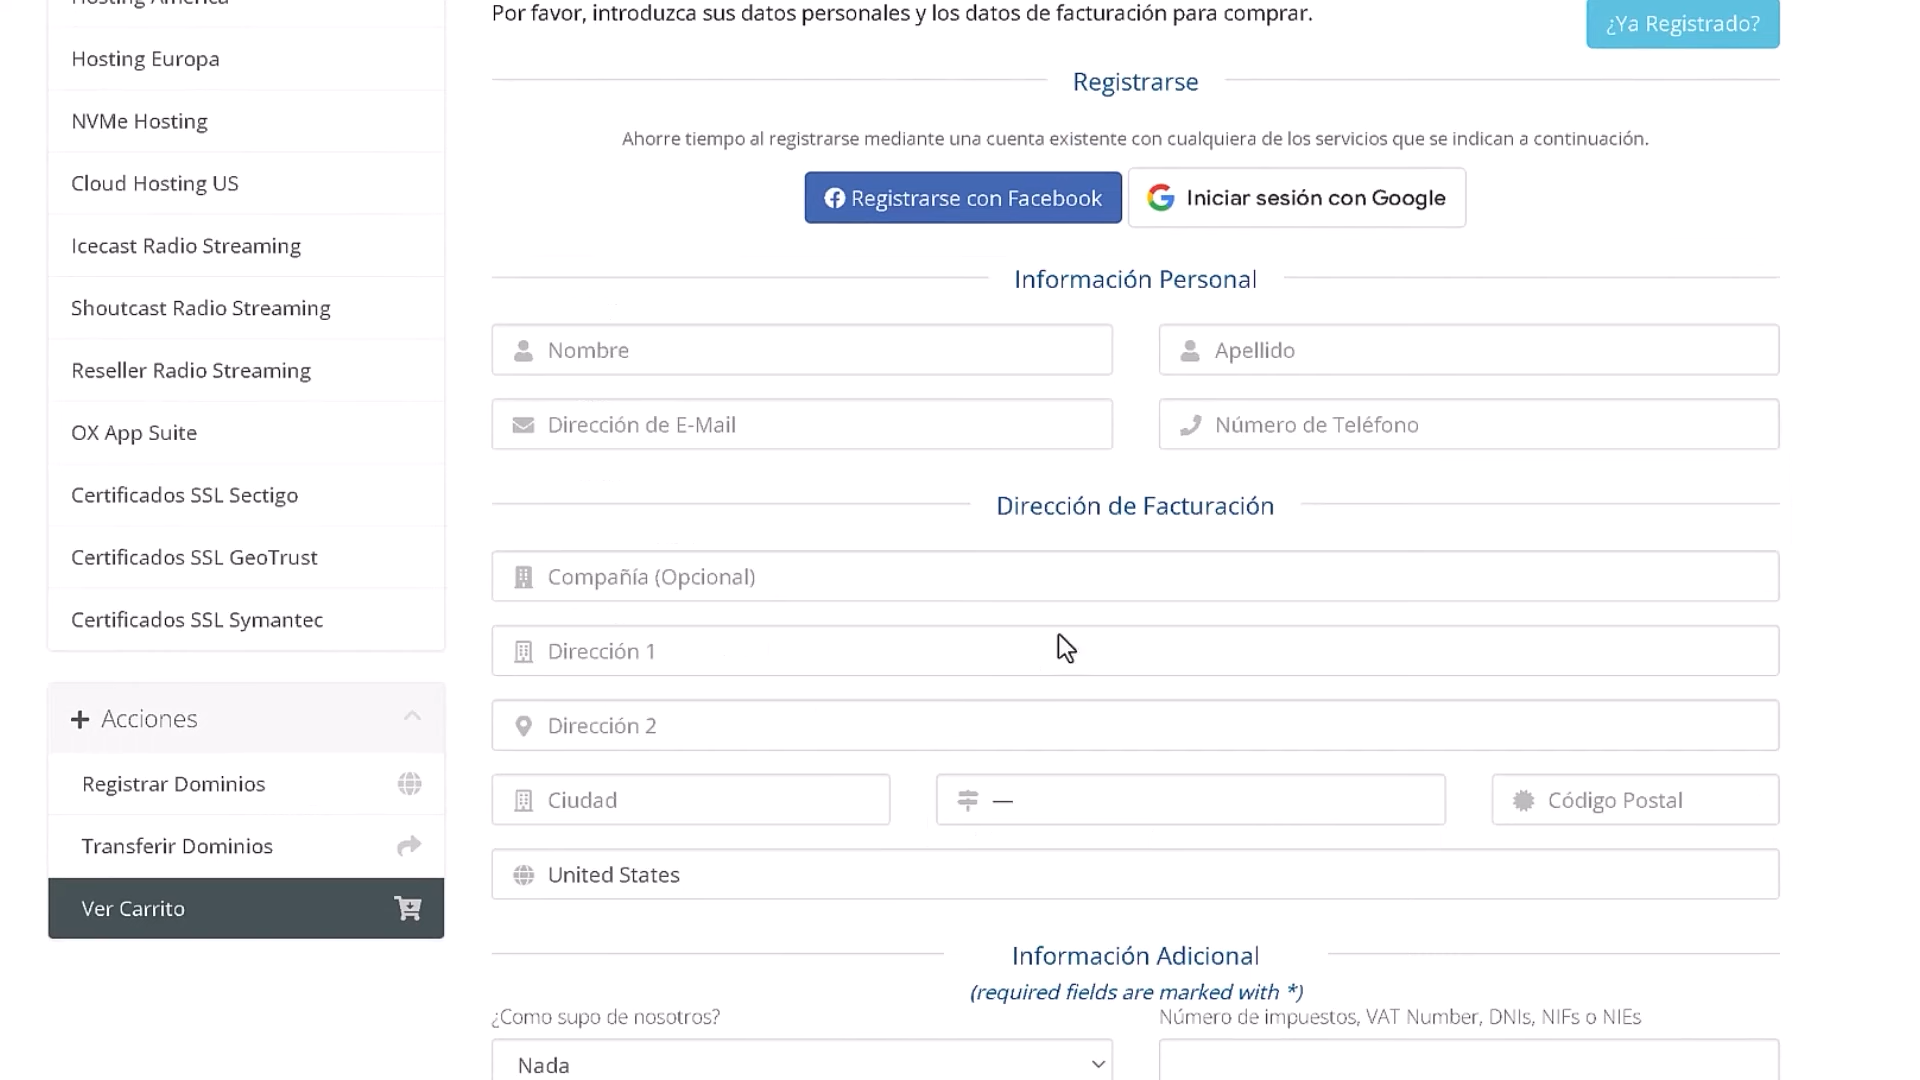 Hosting America
Hosting Europa
NVMe Hosting
Cloud Hosting US
Icecast Radio Streaming
Shoutcast Radio Streaming
Reseller Radio Streaming
OX App Suite
Certificados SSL Sectigo
Certificados SSL GeoTrust
Certificados SSL Symantec
Acciones
Registrar Dominios
Transferir Dominios
Ver Carrito
Por favor, introduzca sus datos personales y los datos de facturación para comprar.
¿Ya Registrado?
Registrarse
Ahorre tiempo al registrarse mediante una cuenta existente con cualquiera de los servicios que se indican a continuación.
Registrarse con Facebook
Iniciar sesión con Google
Información Personal
Nombre
Apellido
Dirección de E-Mail
Número de Teléfono
Dirección de Facturación
Compañía (Opcional)
Dirección 1
Dirección 2
Ciudad
—
Código Postal
United States
Información Adicional
(required fields are marked with *)
¿Como supo de nosotros?
Número de impuestos, VAT Number, DNIs, NIFs o NIEs
Nada